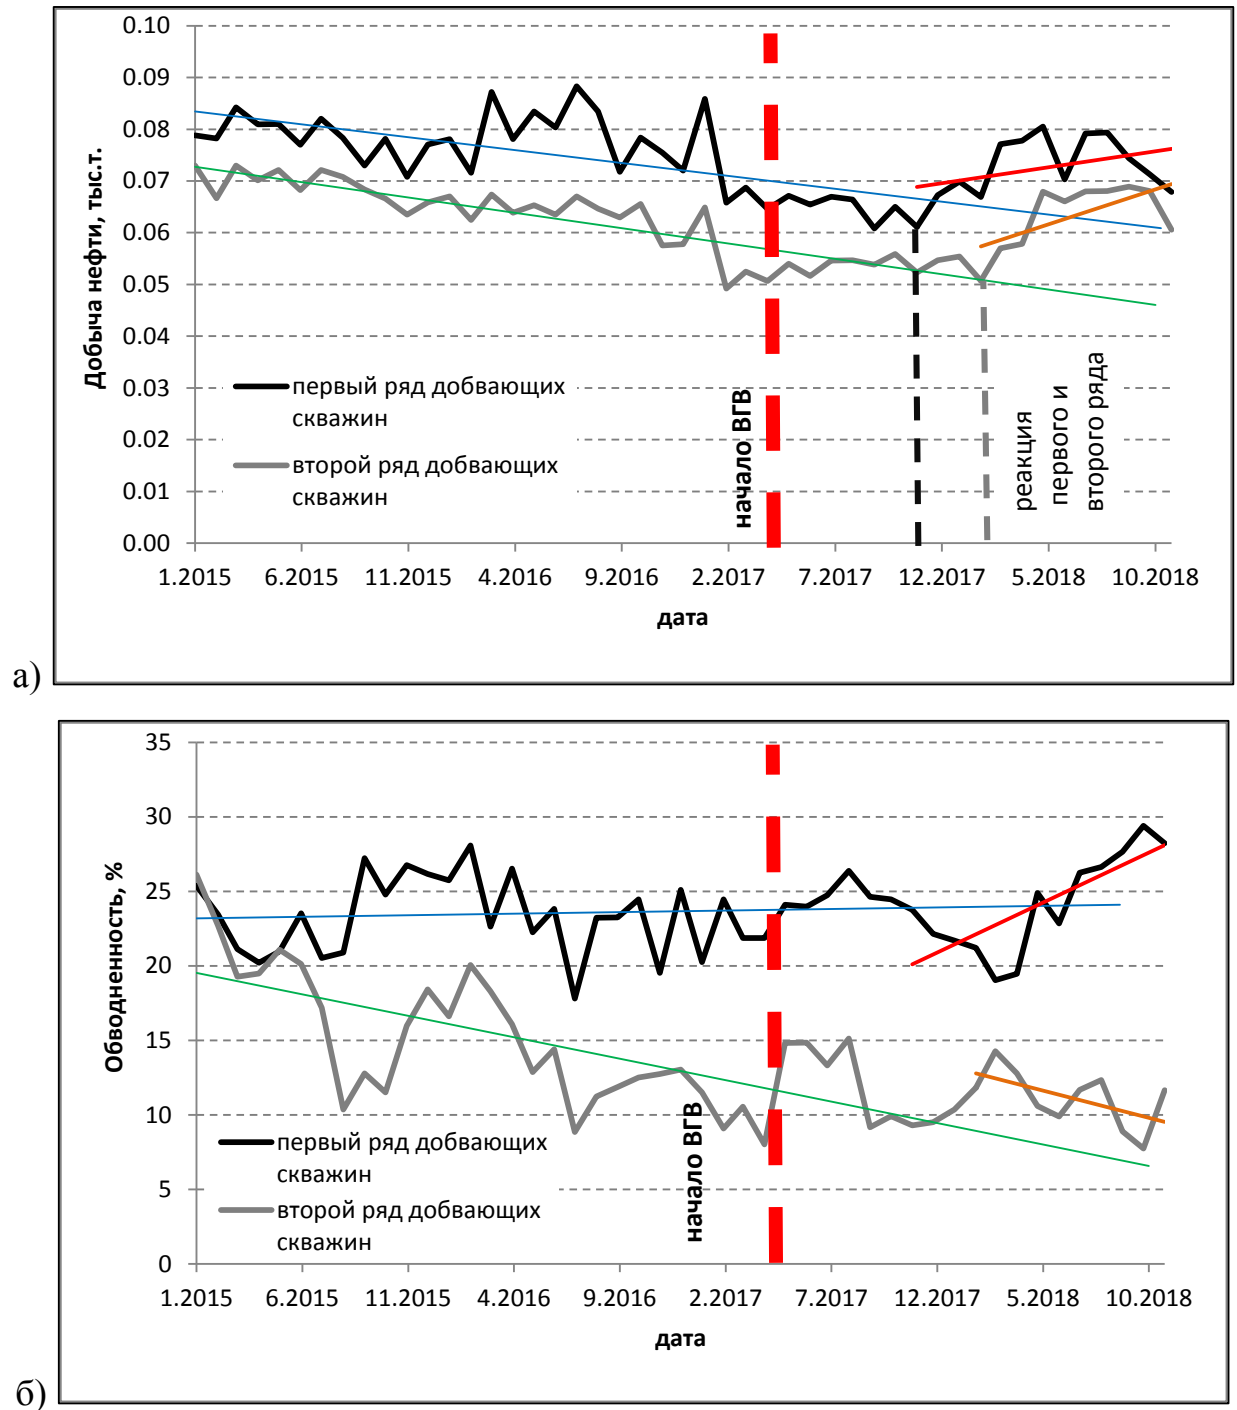 0.10
0.09
0.08
0.07
0.06
0.05
0.04
0.03
0.02
0.01
0.00
Добыча нефти, тыс.т.
первый ряд добвающих
скважин
второй ряд добвающих
скважин
начало ВГВ
реакция
первого и
второго ряда
1.2015 6.2015 11.2015 4.2016 9.2016 2.2017 7.2017 12.2017 5.2018 10.2018
дата
а)
35
30
25
20
15
10
5
0
Обводненность, %
первый ряд добвающих
скважин
второй ряд добвающих
скважин
начало ВГВ
1.2015 6.2015 11.2015 4.2016 9.2016 2.2017 7.2017 12.2017 5.2018 10.2018
дата
б)